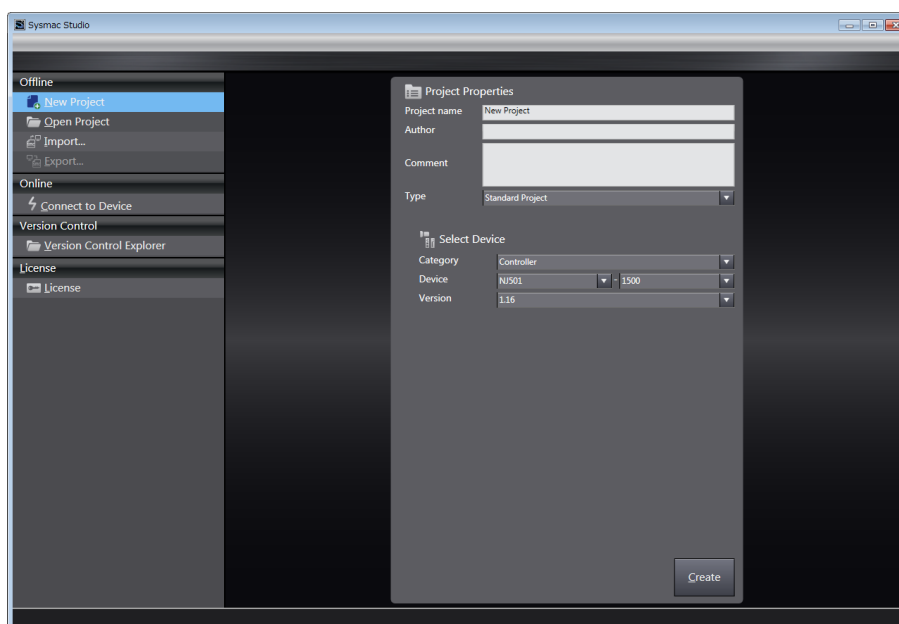 Sysmac Studio
Offline
New Project
Open Project
Import...
Export...
Online
Connect to Device
Version Control
Version Control Explorer
License
License
Project Properties
Project name New Project
Author
Comment
Type Standard Project
Select Device
Category Controller
Device NJ501 - 1500
Version 1.16
Create